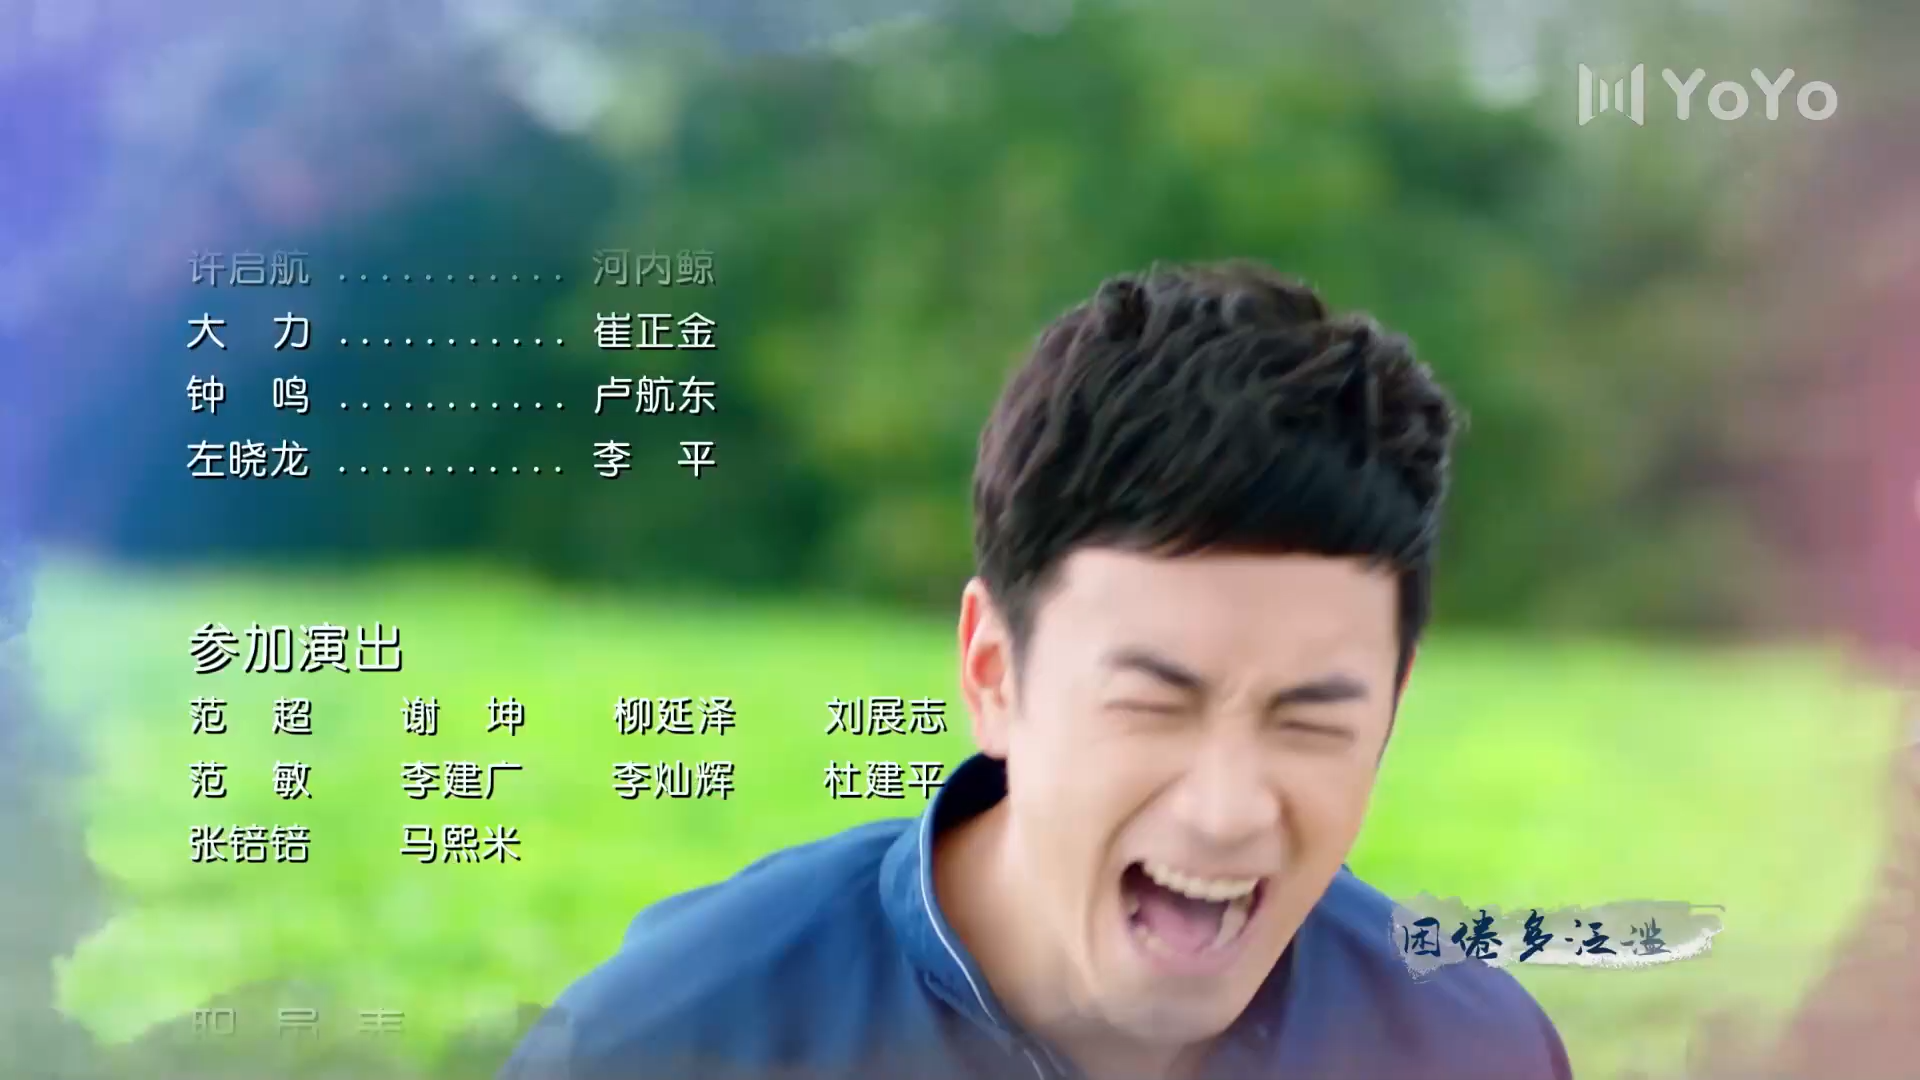 YoYo
许启航 ........... 河内鲸
大 力 ........... 崔正金
钟 鸣 ........... 卢航东
左晓龙 ........... 李 平
参加演出
范 超 谢 坤 柳延泽 刘展志
范 敏 李建广 李灿辉 杜建平
张锫锫 马熙米
困倦多泛滥
职 员 表